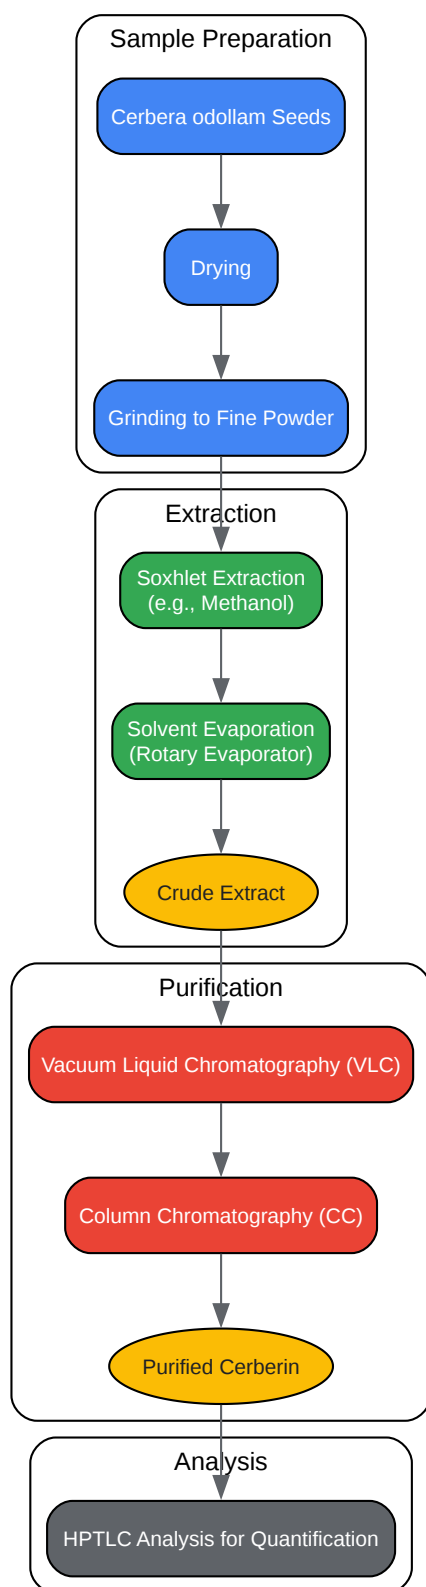 Sample Preparation
Cerbera odollam Seeds
Drying
Grinding to Fine Powder
Extraction
Soxhlet Extraction
(e.g., Methanol)
Solvent Evaporation
(Rotary Evaporator)
Crude Extract
Purification
Vacuum Liquid Chromatography (VLC)
Column Chromatography (CC)
Purified Cerberin
Analysis
HPTLC Analysis for Quantification